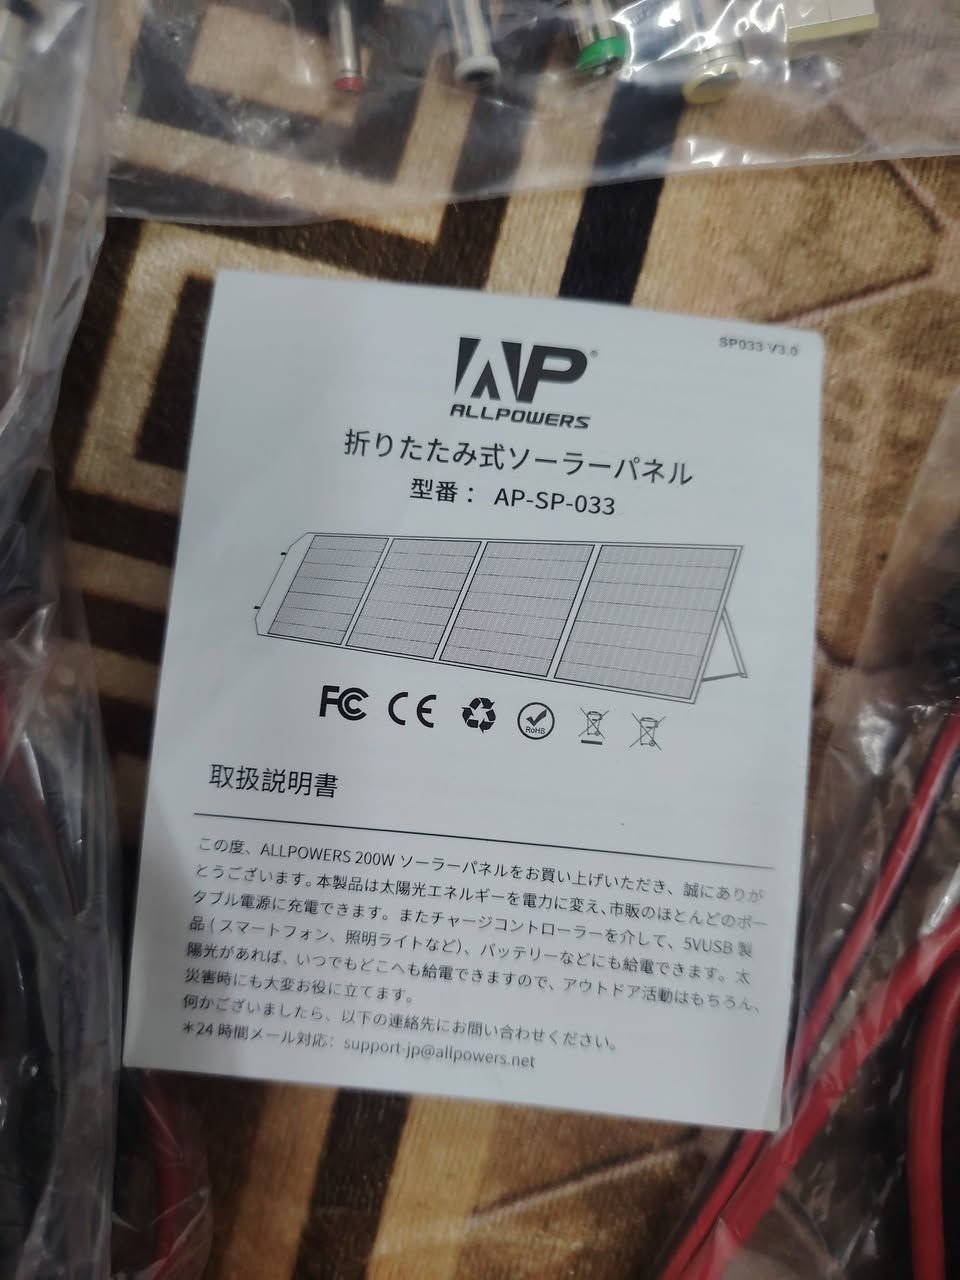 SP033 V3.0
AP®
ALLPOWERS
折りたたみ式ソーラーパネル
型番： AP-SP-033
FC CE RoHS
取扱説明書
この度、ALLPOWERS 200W ソーラーパネルをお買い上げいただき、誠にありが
とうございます。本製品は太陽光エネルギーを電力に変え、市販のほとんどのポー
タブル電源に充電できます。またチャージコントローラーを介して、5VUSB 製
品 ( スマートフォン、照明ライトなど )、バッテリーなどにも給電できます。太
陽光があれば、いつでもどこへも給電できますので、アウトドア活動はもちろん、
災害時にも大変お役に立てます。
何かございましたら、以下の連絡先にお問い合わせください。
＊24 時間メール対応：support-jp@allpowers.net